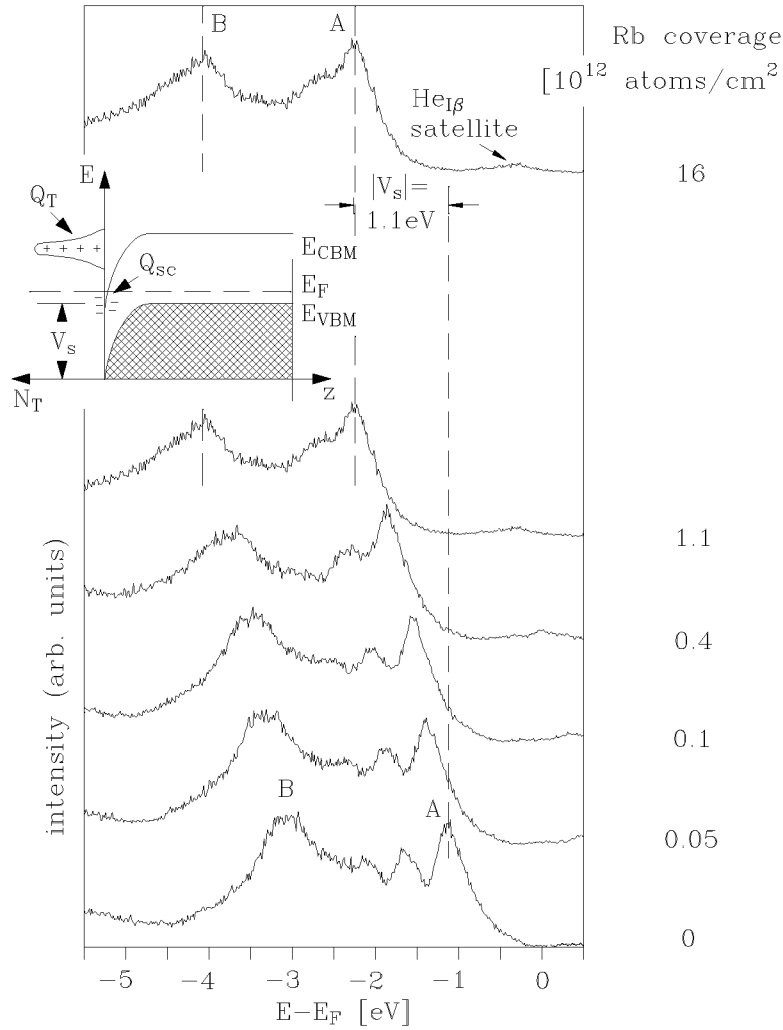 B
A
Rb coverage
[10^12 atoms/cm^2
He_Iβ
satellite
16
|V_s|=
1.1eV
E
Q_T
+ + + +
Q_sc
E_CBM
E_F
E_VBM
V_s
N_T
z
1.1
0.4
0.1
0.05
0
B
A
intensity (arb. units)
−5 −4 −3 −2 −1 0
E−E_F [eV]